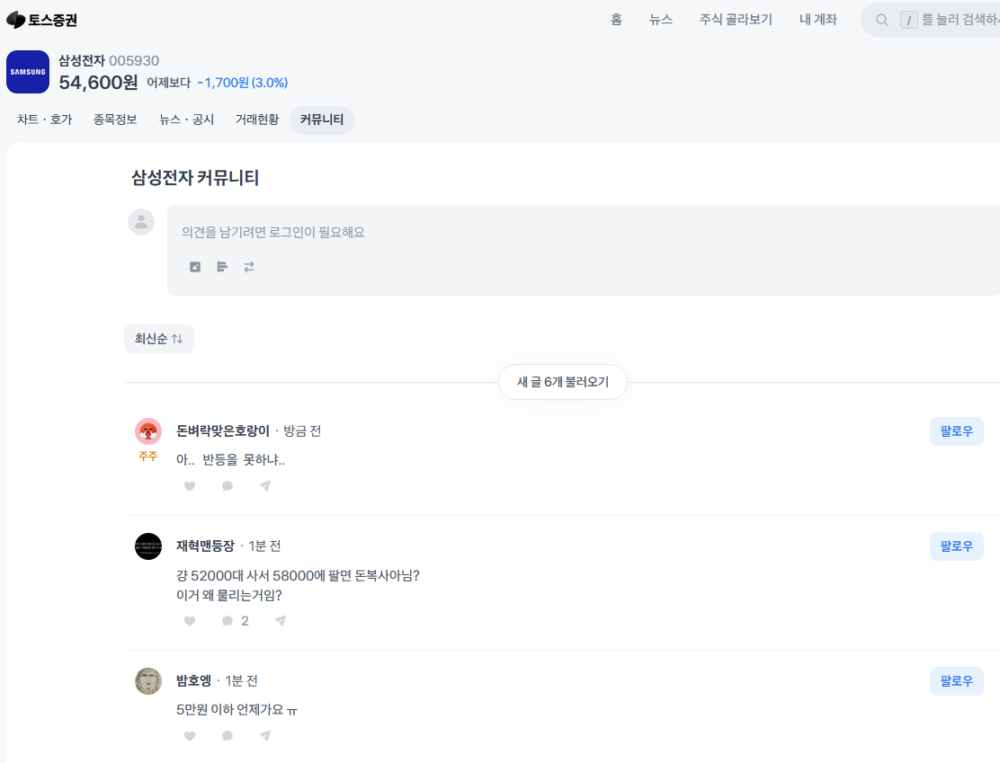 토스증권
홈 뉴스 주식 골라보기 내 계좌 / 를 눌러 검색하
SAMSUNG
삼성전자 005930
54,600원 어제보다 -1,700원 (3.0%)
차트 · 호가 종목정보 뉴스 · 공시 거래현황 커뮤니티
삼성전자 커뮤니티
의견을 남기려면 로그인이 필요해요
최신순
새 글 6개 불러오기
돈벼락맞은호랑이 · 방금 전 팔로우
주주
아.. 반등을 못하냐..
재혁맨등장 · 1분 전 팔로우
걍 52000대 사서 58000에 팔면 돈복사아님?
이거 왜 물리는거임?
2
밤호엥 · 1분 전 팔로우
5만원 이하 언제가요 ㅠ